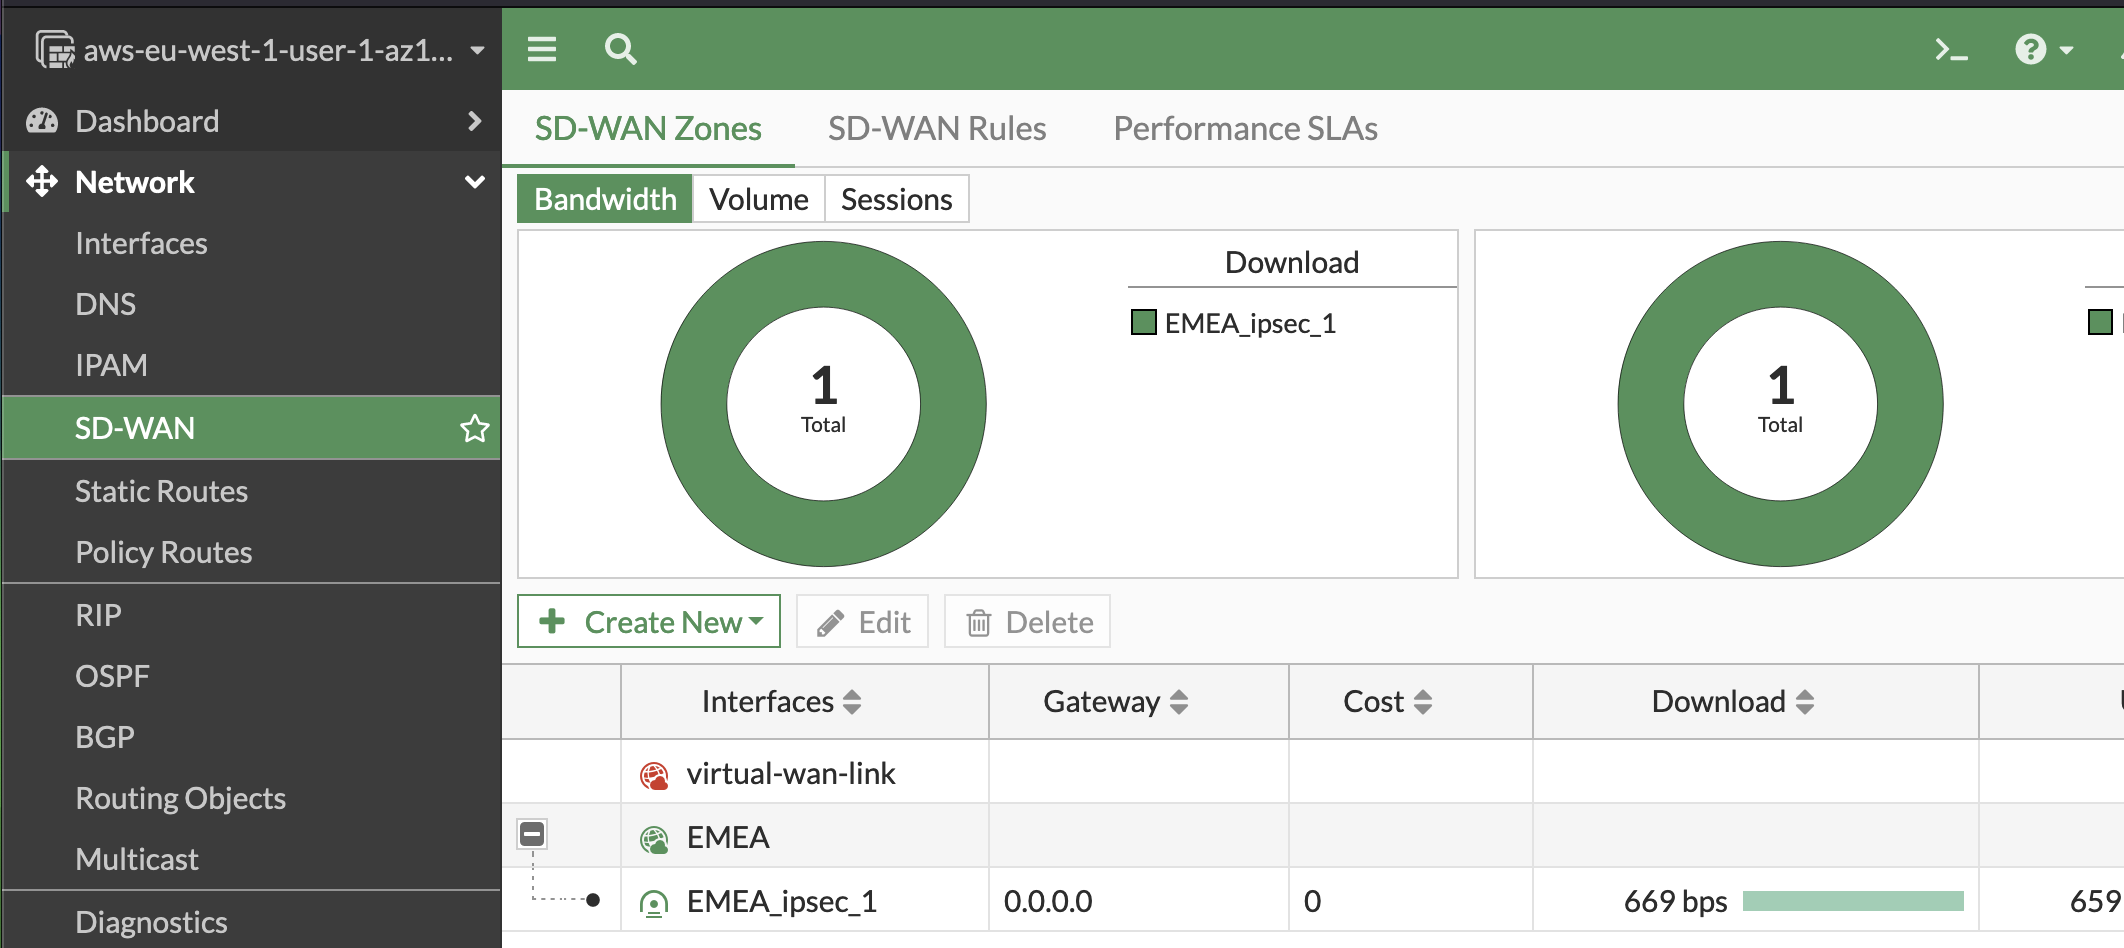 aws-eu-west-1-user-1-az1...
Dashboard
Network
Interfaces
DNS
IPAM
SD-WAN
Static Routes
Policy Routes
RIP
OSPF
BGP
Routing Objects
Multicast
Diagnostics
SD-WAN Zones SD-WAN Rules Performance SLAs
Bandwidth Volume Sessions
1
Total
Download
EMEA_ipsec_1
1
Total
Create New Edit Delete
Interfaces Gateway Cost Download
virtual-wan-link
EMEA
EMEA_ipsec_1 0.0.0.0 0 669 bps 659